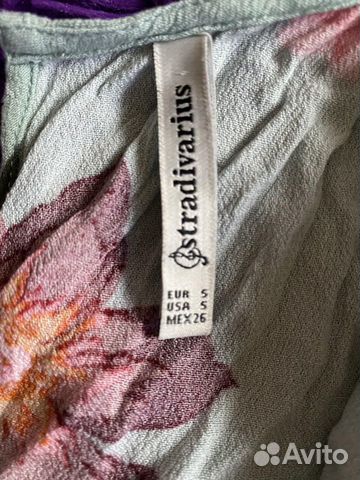 stradivarius
EUR S
USA S
MEX 26
Avito